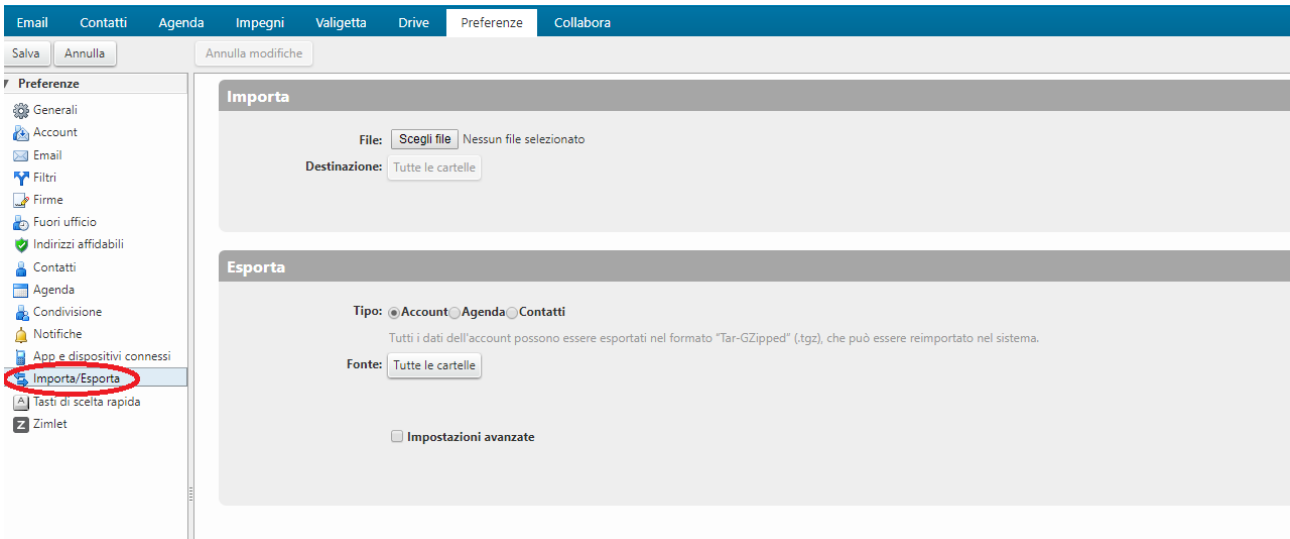 Email Contatti Agenda Impegni Valigetta Drive Preferenze Collabora
Salva Annulla Annulla modifiche
Preferenze
Generali
Account
Email
Filtri
Firme
Fuori ufficio
Indirizzi affidabili
Contatti
Agenda
Condivisione
Notifiche
App e dispositivi connessi
Importa/Esporta
A Tasti di scelta rapida
Z Zimlet
Importa
File: Scegli file Nessun file selezionato
Destinazione: Tutte le cartelle
Esporta
Tipo: Account Agenda Contatti
Tutti i dati dell'account possono essere esportati nel formato “Tar-GZipped” (.tgz), che può essere reimportato nel sistema.
Fonte: Tutte le cartelle
Impostazioni avanzate